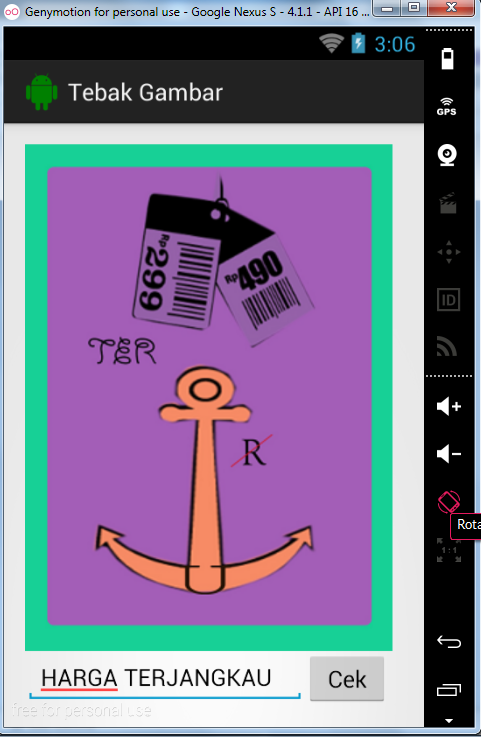 Genymotion for personal use - Google Nexus S - 4.1.1 - API 16 ...
3:06
GPS
Tebak Gambar
Rp 299
Rp 490
ID
TER
R
Rota
1:1
HARGA TERJANGKAU
Cek
free for personal use